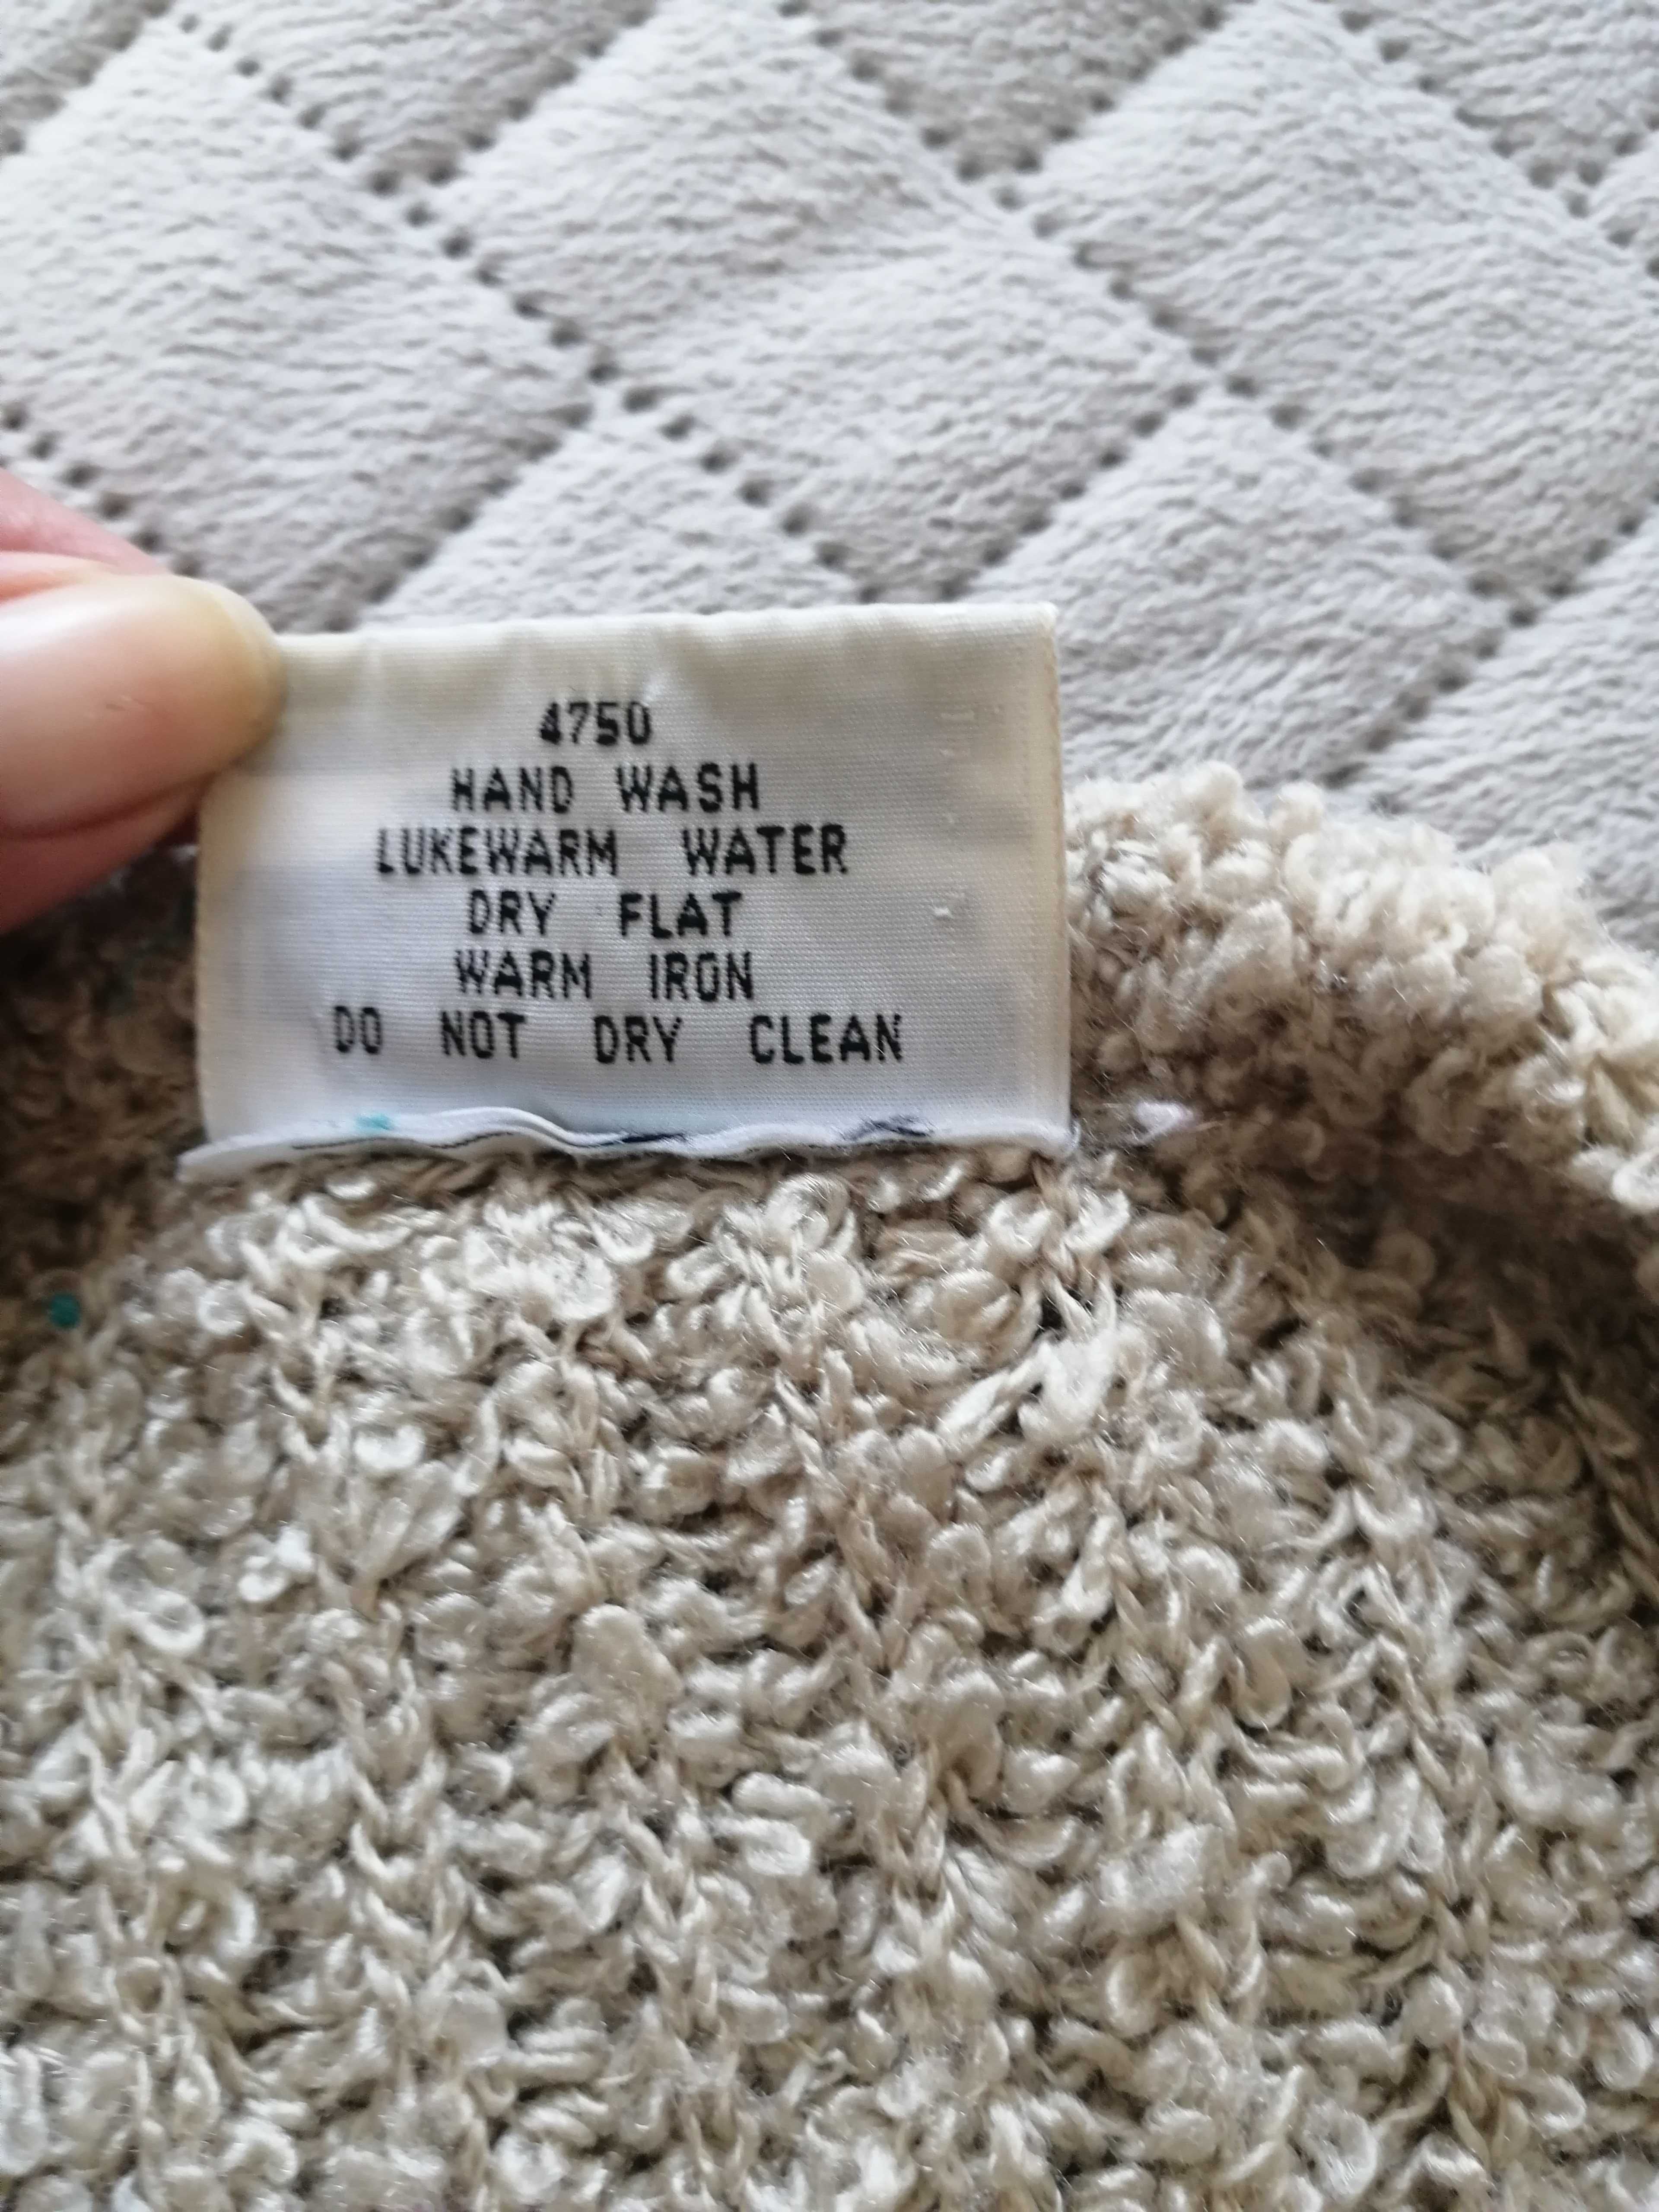 4750
HAND WASH
LUKEWARM WATER
DRY FLAT
WARM IRON
DO NOT DRY CLEAN